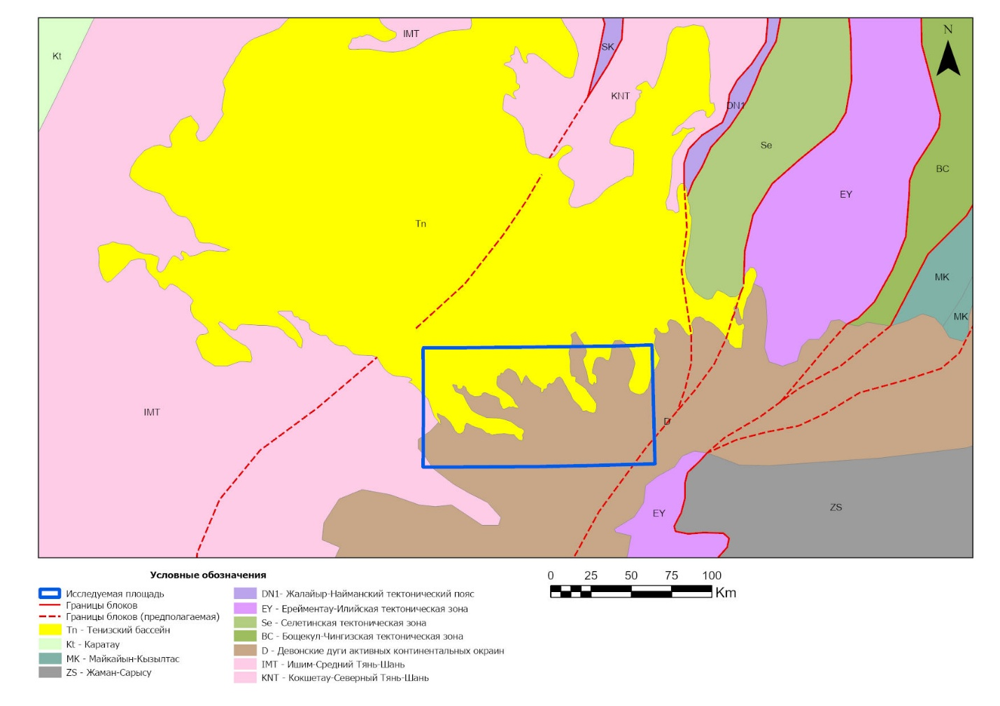 IMT
N
SK
Kt
KNT
DN1
Se
BC
EY
Tn
MK
MK
IMT
D
ZS
EY
Условные обозначения
Исследуемая площадь
Границы блоков
Границы блоков (предполагаемая)
Tn - Тенизский бассейн
Kt - Каратау
MK - Майкайын-Кызылтас
ZS - Жаман-Сарысу
DN1- Жалайыр-Найманский тектонический пояс
EY - Ерейментау-Илийская тектоническая зона
Se - Селетинская тектоническая зона
BC - Бощекул-Чингизская тектоническая зона
D - Девонские дуги активных континентальных окраин
IMT - Ишим-Средний Тянь-Шань
KNT - Кокшетау-Северный Тянь-Шань
0 25 50 75 100
Km